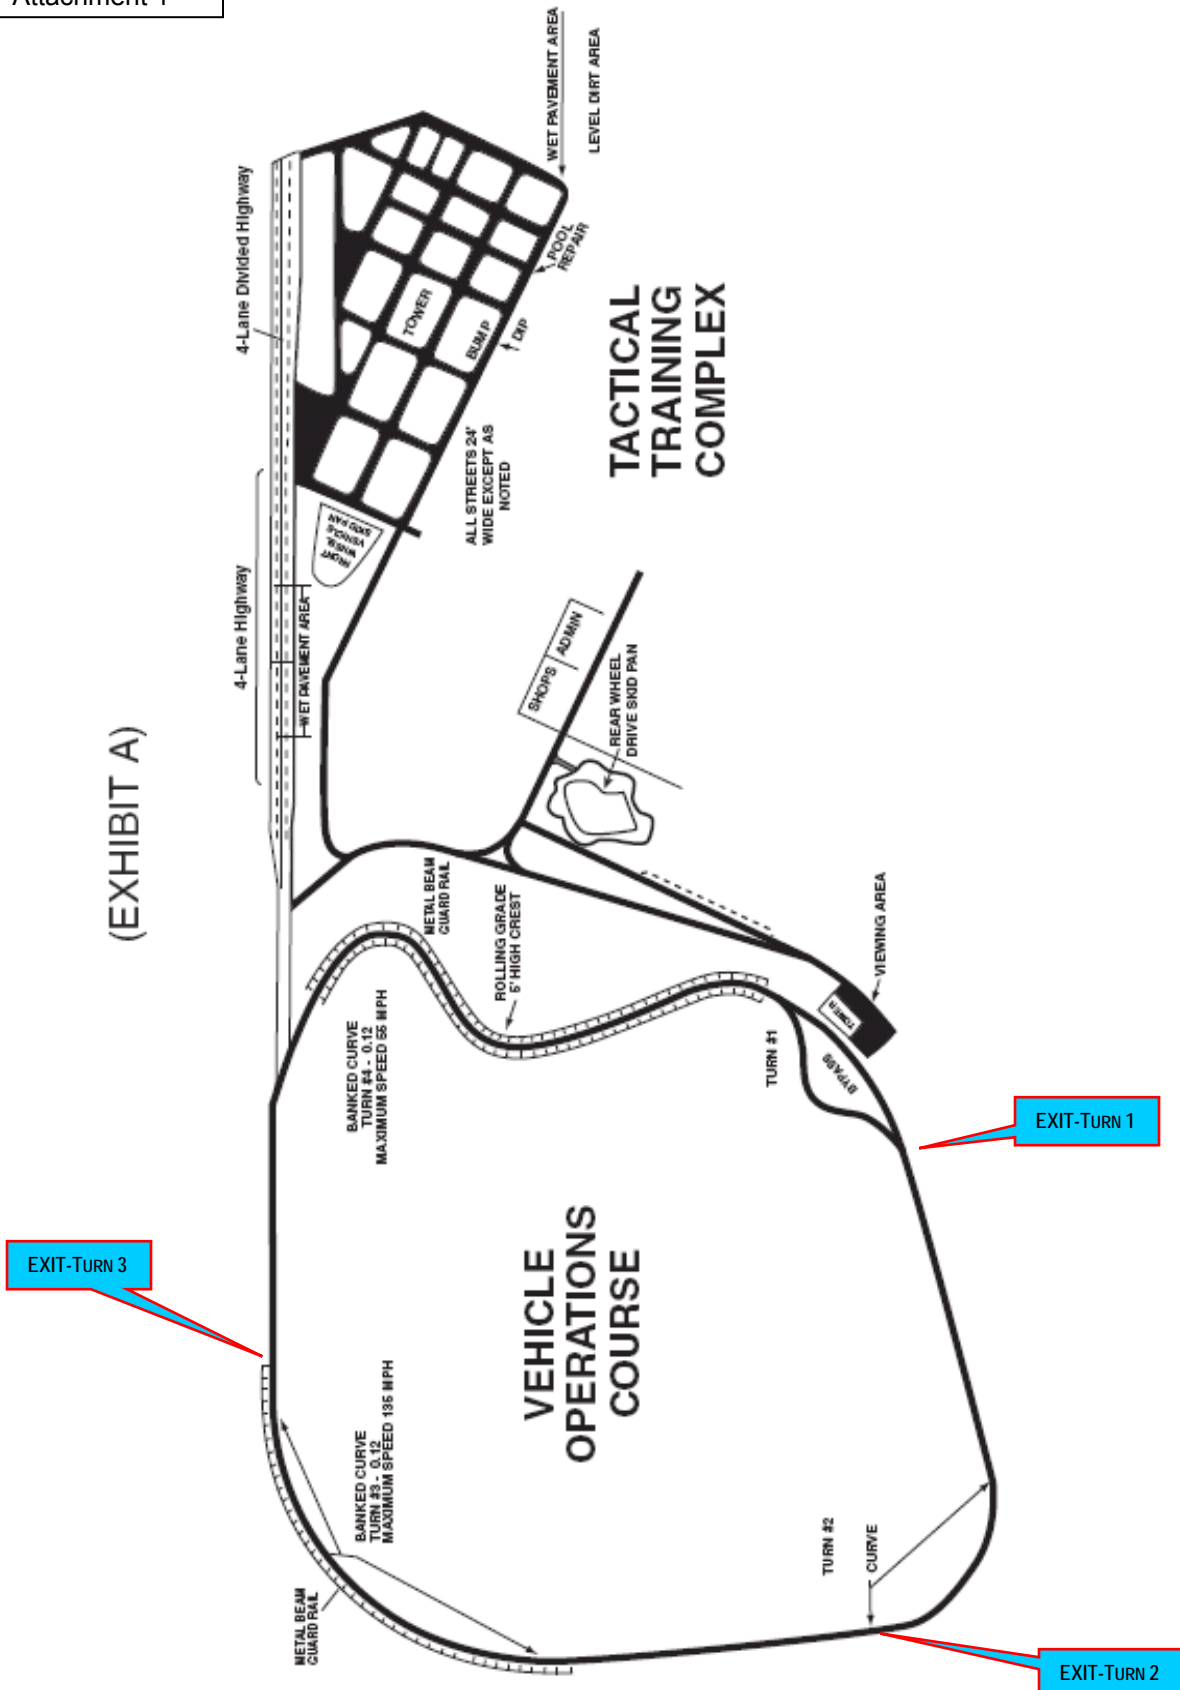 Attachment 1
(EXHIBIT A)
4-Lane Highway
4-Lane Divided Highway
WET PAVEMENT AREA
WET PAVEMENT AREA
LEVEL DIRT AREA
POOL
REPAIR
TOWER
BUMP
DIP
FRONT
WHEEL
VEHICLE
SKID PAN
ALL STREETS 24'
WIDE EXCEPT AS
NOTED
TACTICAL
TRAINING
COMPLEX
SHOPS
ADMIN
REAR WHEEL
DRIVE SKID PAN
METAL BEAM
GUARD RAIL
ROLLING GRADE
5' HIGH CREST
VIEWING AREA
TOWER
BYPASS
TURN #1
BANKED CURVE
TURN #4 - 0.12
MAXIMUM SPEED 55 MPH
EXIT-TURN 1
VEHICLE
OPERATIONS
COURSE
EXIT-TURN 3
BANKED CURVE
TURN #3 - 0.12
MAXIMUM SPEED 135 MPH
METAL BEAM
GUARD RAIL
TURN #2
CURVE
EXIT-TURN 2